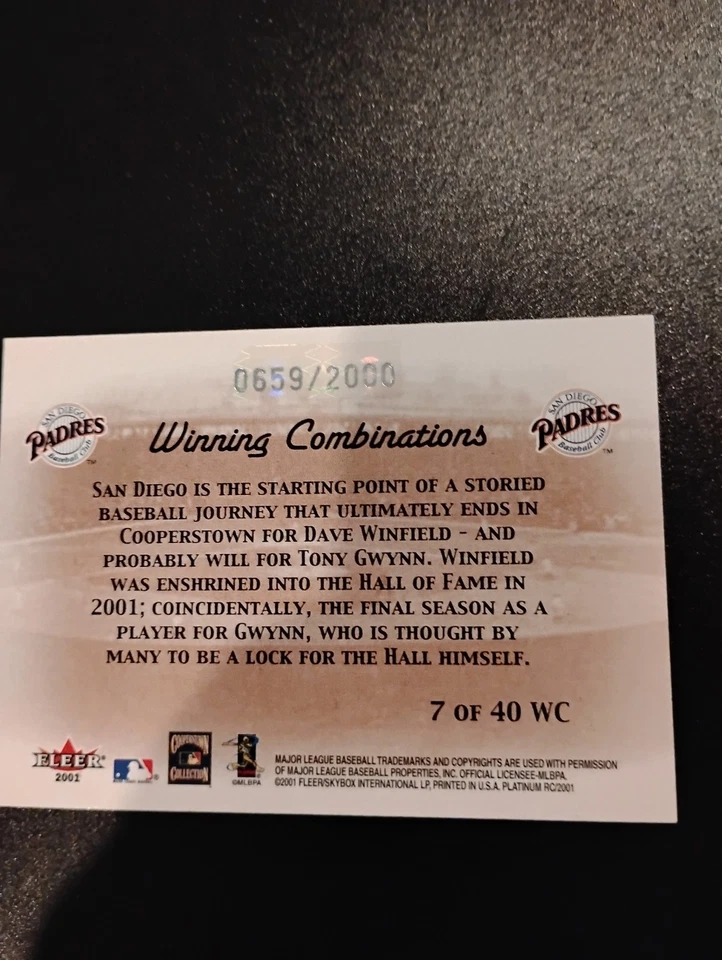 0659/2000
SAN DIEGO
PADRES
Baseball Club
TM
Winning Combinations
SAN DIEGO
PADRES
Baseball Club
TM
SAN DIEGO IS THE STARTING POINT OF A STORIED
BASEBALL JOURNEY THAT ULTIMATELY ENDS IN
COOPERSTOWN FOR DAVE WINFIELD - AND
PROBABLY WILL FOR TONY GWYNN. WINFIELD
WAS ENSHRINED INTO THE HALL OF FAME IN
2001; COINCIDENTALLY, THE FINAL SEASON AS A
PLAYER FOR GWYNN, WHO IS THOUGHT BY
MANY TO BE A LOCK FOR THE HALL HIMSELF.
7 OF 40 WC
FLEER
2001
®
COOPERSTOWN
COLLECTION
©MLBPA
MAJOR LEAGUE BASEBALL TRADEMARKS AND COPYRIGHTS ARE USED WITH PERMISSION
OF MAJOR LEAGUE BASEBALL PROPERTIES, INC. OFFICIAL LICENSEE-MLBPA.
©2001 FLEER/SKYBOX INTERNATIONAL LP, PRINTED IN U.S.A. PLATINUM RC/2001